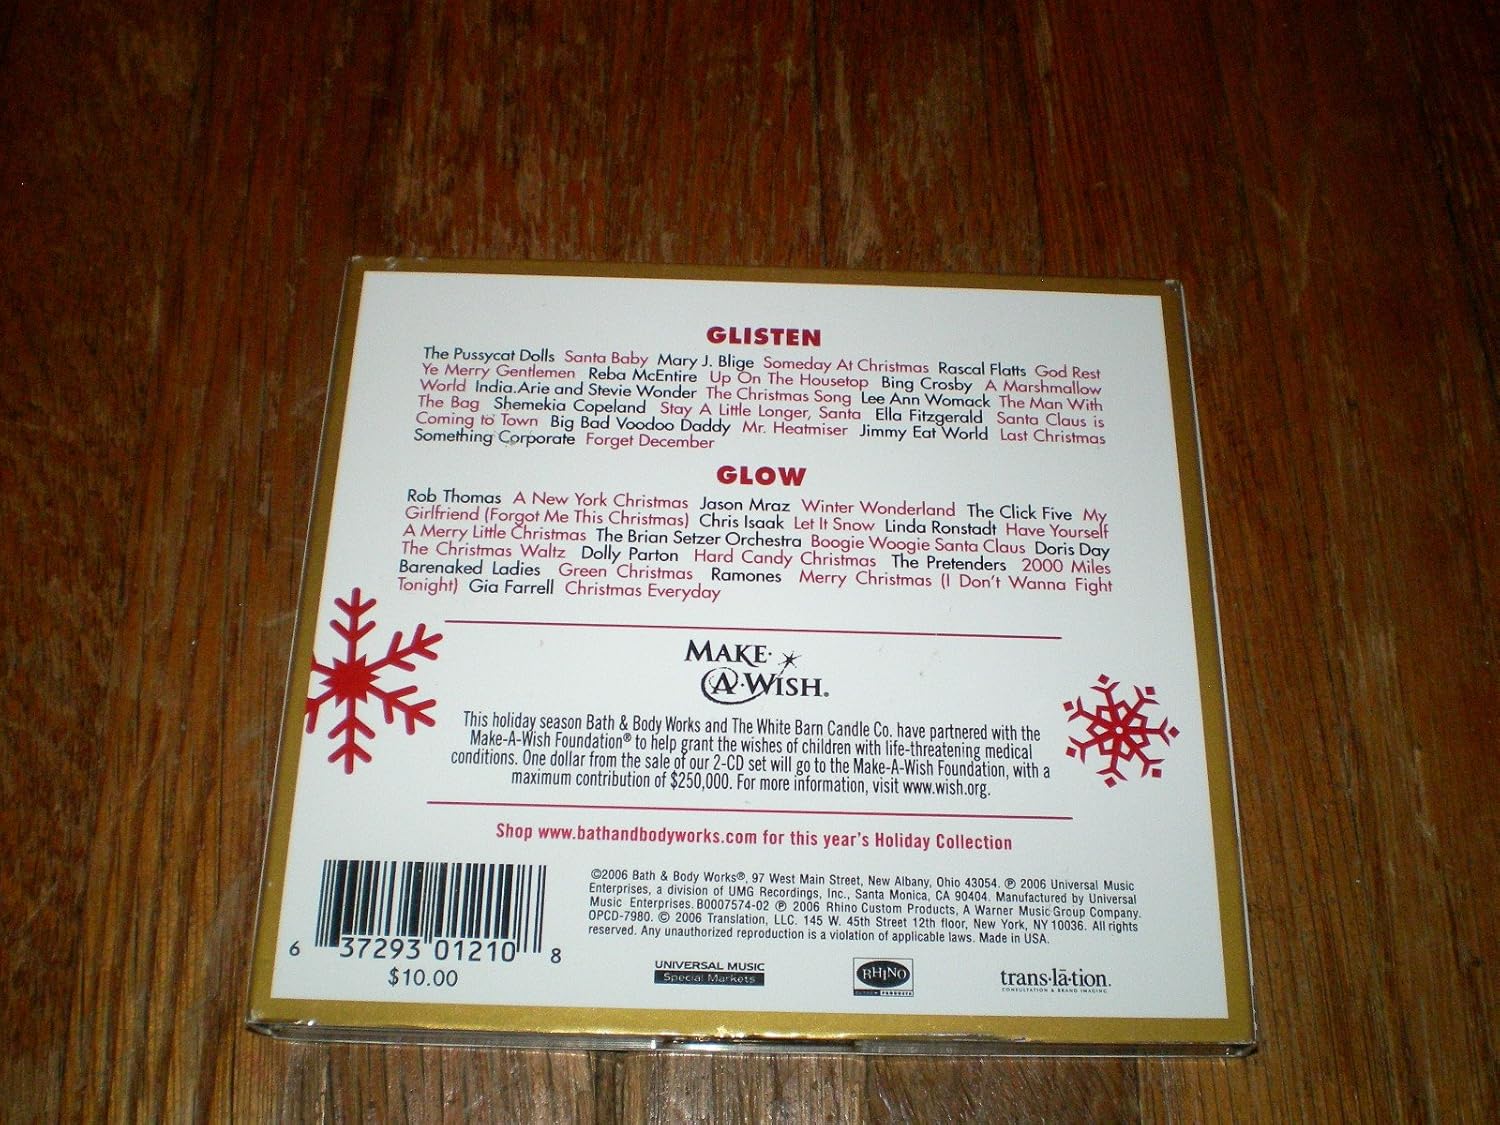 GLISTEN
The Pussycat Dolls Santa Baby Mary J. Blige Someday At Christmas Rascal Flatts God Rest
Ye Merry Gentlemen Reba McEntire Up On The Housetop Bing Crosby A Marshmallow
World India.Arie and Stevie Wonder The Christmas Song Lee Ann Womack The Man With
The Bag Shemekia Copeland Stay A Little Longer, Santa Ella Fitzgerald Santa Claus is
Coming to Town Big Bad Voodoo Daddy Mr. Heatmiser Jimmy Eat World Last Christmas
Something Corporate Forget December
GLOW
Rob Thomas A New York Christmas Jason Mraz Winter Wonderland The Click Five My
Girlfriend (Forgot Me This Christmas) Chris Isaak Let It Snow Linda Ronstadt Have Yourself
A Merry Little Christmas The Brian Setzer Orchestra Boogie Woogie Santa Claus Doris Day
The Christmas Waltz Dolly Parton Hard Candy Christmas The Pretenders 2000 Miles
Barenaked Ladies Green Christmas Ramones Merry Christmas (I Don't Wanna Fight
Tonight) Gia Farrell Christmas Everyday
MAKE·
A·WISH®
This holiday season Bath & Body Works and The White Barn Candle Co. have partnered with the
Make-A-Wish Foundation® to help grant the wishes of children with life-threatening medical
conditions. One dollar from the sale of our 2-CD set will go to the Make-A-Wish Foundation, with a
maximum contribution of $250,000. For more information, visit www.wish.org.
Shop www.bathandbodyworks.com for this year's Holiday Collection
©2006 Bath & Body Works®, 97 West Main Street, New Albany, Ohio 43054. ℗ 2006 Universal Music
Enterprises, a division of UMG Recordings, Inc., Santa Monica, CA 90404. Manufactured by Universal
Music Enterprises. B0007574-02 ℗ 2006 Rhino Custom Products, A Warner Music Group Company.
OPCD-7980. © 2006 Translation, LLC. 145 W. 45th Street 12th floor, New York, NY 10036. All rights
reserved. Any unauthorized reproduction is a violation of applicable laws. Made in USA.
6 37293 01210 8
$10.00
UNIVERSAL MUSIC
Special Markets
RHINO
CUSTOM PRODUCTS
trans·lā·tion.
CONSULTATION & BRAND IMAGING